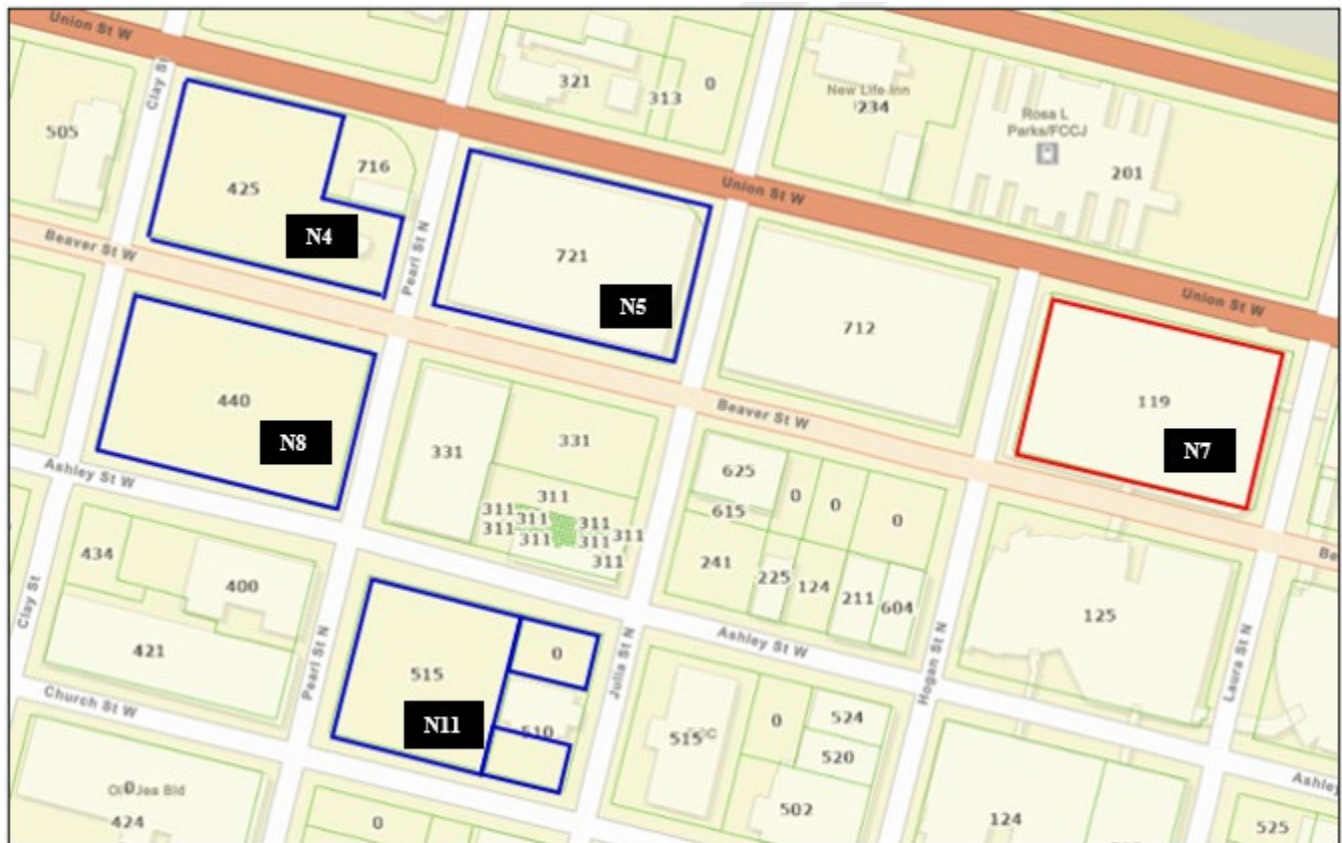 Union St W
Clay St
505
321
313
0
New Life Inn
234
Rosa L
Parks/FCCJ
201
716
425
N4
Pearl St N
Union St W
Beaver St W
721
N5
712
Union St W
119
N7
440
N8
331
331
Beaver St W
311
311
311
311
311
311
311
311
311
625
0
0
0
615
241
225
124
211
604
Ashley St W
434
400
421
Clay St
Pearl St N
515
0
510
N11
Julia St N
Ashley St W
Hogan St N
125
Laura St N
Church St W
515
0
524
520
502
124
Ashley
525
0
424
0